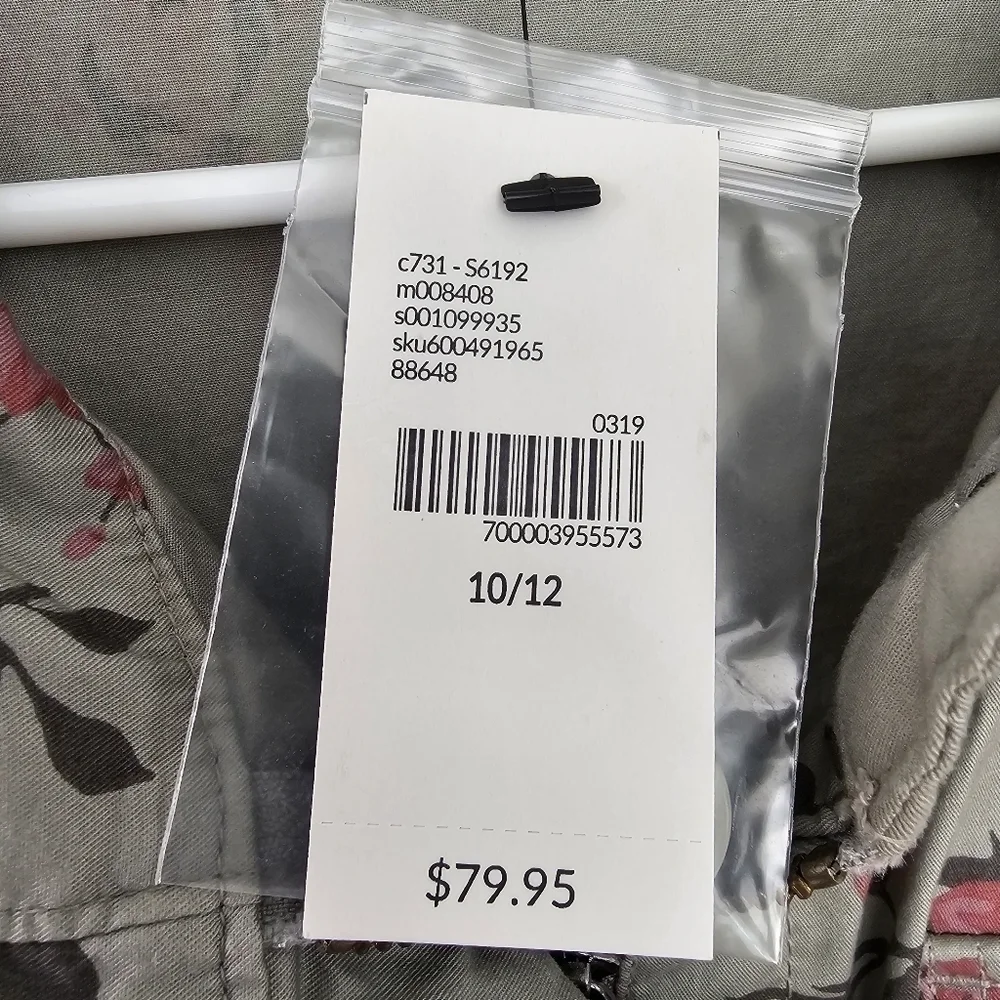 c731 - S6192
m008408
s001099935
sku600491965
88648
0319
700003955573
10/12
$79.95